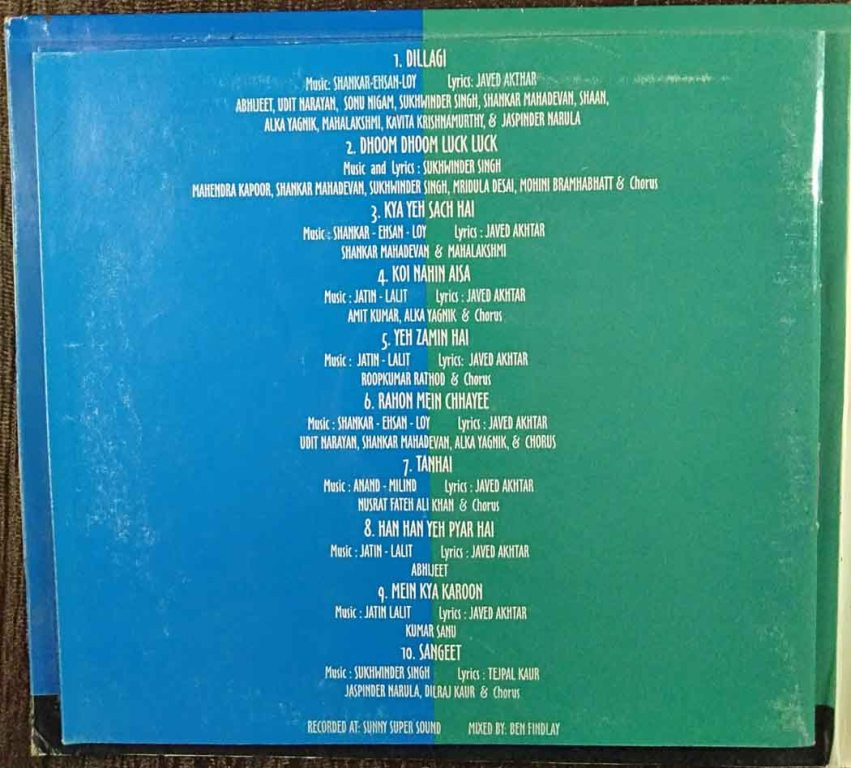 1. DILLAGI
Music: SHANKAR-EHSAN-LOY Lyrics: JAVED AKTHAR
ABHIJEET, UDIT NARAYAN, SONU NIGAM, SUKHWINDER SINGH, SHANKAR MAHADEVAN, SHAAN,
ALKA YAGNIK, MAHALAKSHMI, KAVITA KRISHNAMURTHY, & JASPINDER NARULA
2. DHOOM DHOOM LUCK LUCK
Music and Lyrics : SUKHWINDER SINGH
MAHENDRA KAPOOR, SHANKAR MAHADEVAN, SUKHWINDER SINGH, MRIDULA DESAI, MOHINI BRAMHABHATT & Chorus
3. KYA YEH SACH HAI
Music : SHANKAR - EHSAN - LOY Lyrics : JAVED AKHTAR
SHANKAR MAHADEVAN & MAHALAKSHMI
4. KOI NAHIN AISA
Music : JATIN - LALIT Lyrics : JAVED AKHTAR
AMIT KUMAR, ALKA YAGNIK & Chorus
5. YEH ZAMIN HAI
Music : JATIN - LALIT Lyrics: JAVED AKHTAR
ROOPKUMAR RATHOD & Chorus
6. RAHON MEIN CHHAYEE
Music : SHANKAR - EHSAN - LOY Lyrics : JAVED AKHTAR
UDIT NARAYAN, SHANKAR MAHADEVAN, ALKA YAGNIK, & CHORUS
7. TANHAI
Music : ANAND - MILIND Lyrics : JAVED AKHTAR
NUSRAT FATEH ALI KHAN & Chorus
8. HAN HAN YEH PYAR HAI
Music : JATIN - LALIT Lyrics : JAVED AKHTAR
ABHIJEET
9. MEIN KYA KAROON
Music : JATIN LALIT Lyrics : JAVED AKHTAR
KUMAR SANU
10. SANGEET
Music : SUKHWINDER SINGH Lyrics : TEJPAL KAUR
JASPINDER NARULA, DILRAJ KAUR & Chorus
RECORDED AT: SUNNY SUPER SOUND MIXED BY: BEN FINDLAY